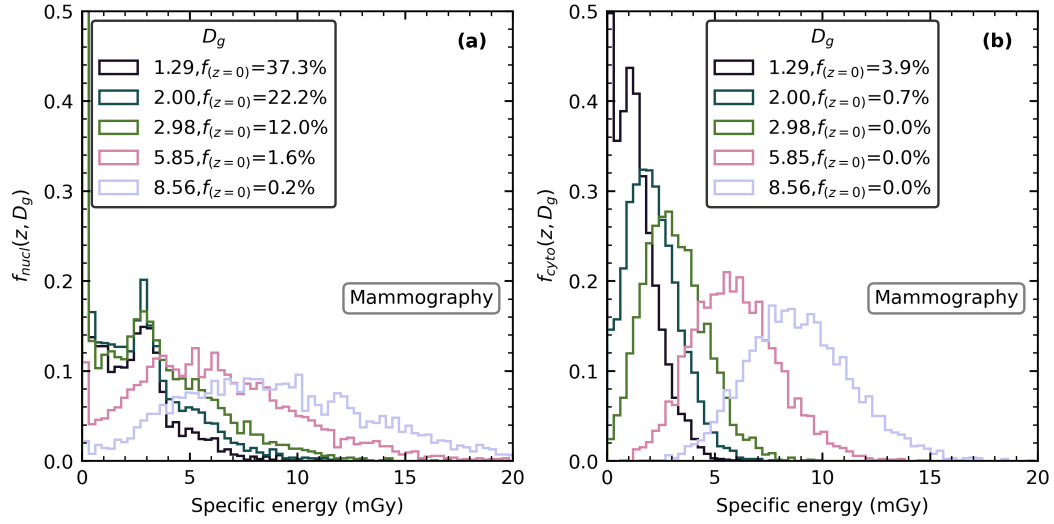 0.5
0.4
0.3
0.2
0.1
0.0
f_{nucl}(z, D_g)
D_g
1.29,f_{(z=0)}=37.3%
2.00,f_{(z=0)}=22.2%
2.98,f_{(z=0)}=12.0%
5.85,f_{(z=0)}=1.6%
8.56,f_{(z=0)}=0.2%
(a)
Mammography
0 5 10 15 20
Specific energy (mGy)
0.5
0.4
0.3
0.2
0.1
0.0
f_{cyto}(z, D_g)
D_g
1.29,f_{(z=0)}=3.9%
2.00,f_{(z=0)}=0.7%
2.98,f_{(z=0)}=0.0%
5.85,f_{(z=0)}=0.0%
8.56,f_{(z=0)}=0.0%
(b)
Mammography
0 5 10 15 20
Specific energy (mGy)